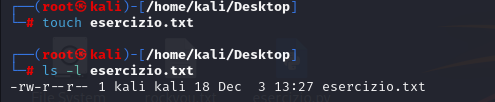 ┌──(root㉿kali)-[/home/kali/Desktop]
└─# touch esercizio.txt
┌──(root㉿kali)-[/home/kali/Desktop]
└─# ls -l esercizio.txt
-rw-r--r-- 1 kali kali 18 Dec  3 13:27 esercizio.txt